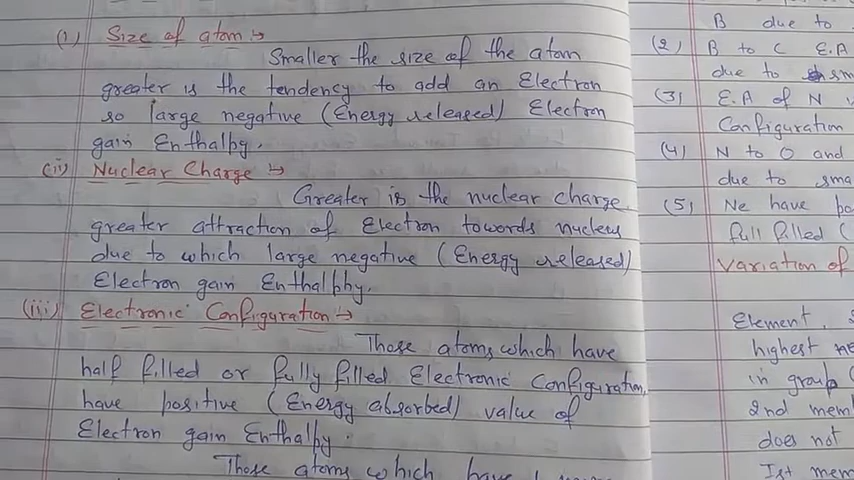 (i) Size of atom :→
Smaller the size of the atom
greater is the tendency to add an Electron
so large negative (Energy released) Electron
gain Enthalpy.
(ii) Nuclear Charge :→
Greater is the nuclear charge
greater attraction of Electron towords nucleus
due to which large negative (Energy released)
Electron gain Enthalphy.
(iii) Electronic Configuration :→
Those atoms which have
half filled or fully filled Electronic Configuration,
have positive (Energy absorbed) value of
Electron gain Enthalpy.
Those atoms which have
B due to
(2) B to C E.A
due to sm
(3) E.A of N
Configuration
(4) N to O and
due to sma
(5) Ne have po
full filled (
Variation of
Element.
highest ne
in group (
2nd mem
does not
Ist mem